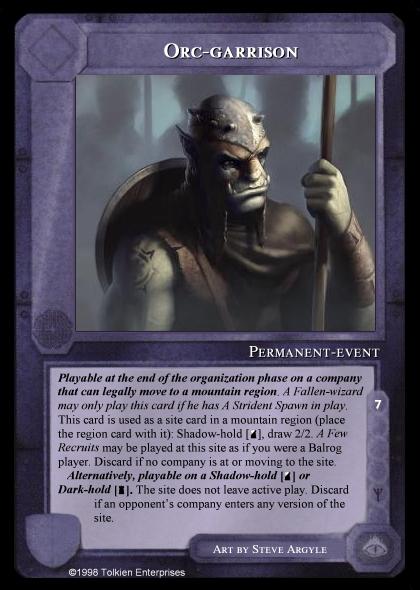 Orc-garrison
Permanent-event
Playable at the end of the organization phase on a company
that can legally move to a mountain region. A Fallen-wizard
may only play this card if he has A Strident Spawn in play.
This card is used as a site card in a mountain region (place
the region card with it): Shadow-hold [], draw 2/2. A Few
Recruits may be played at this site as if you were a Balrog
player. Discard if no company is at or moving to the site.
Alternatively, playable on a Shadow-hold [] or
Dark-hold []. The site does not leave active play. Discard
if an opponent's company enters any version of the
site.
7
Art by Steve Argyle
©1998 Tolkien Enterprises